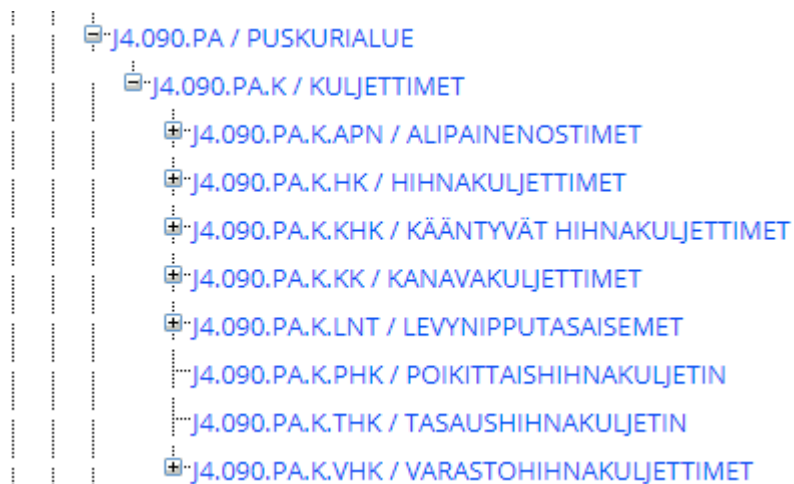 J4.090.PA / PUSKURIALUE
J4.090.PA.K / KULJETTIMET
J4.090.PA.K.APN / ALIPAINENOSTIMET
J4.090.PA.K.HK / HIHNAKULJETTIMET
J4.090.PA.K.KHK / KÄÄNTYVÄT HIHNAKULJETTIMET
J4.090.PA.K.KK / KANAVAKULJETTIMET
J4.090.PA.K.LNT / LEVYNIPPUTASAISEMET
J4.090.PA.K.PHK / POIKITTAISHIHNAKULJETIN
J4.090.PA.K.THK / TASAUSHIHNAKULJETIN
J4.090.PA.K.VHK / VARASTOHIHNAKULJETTIMET